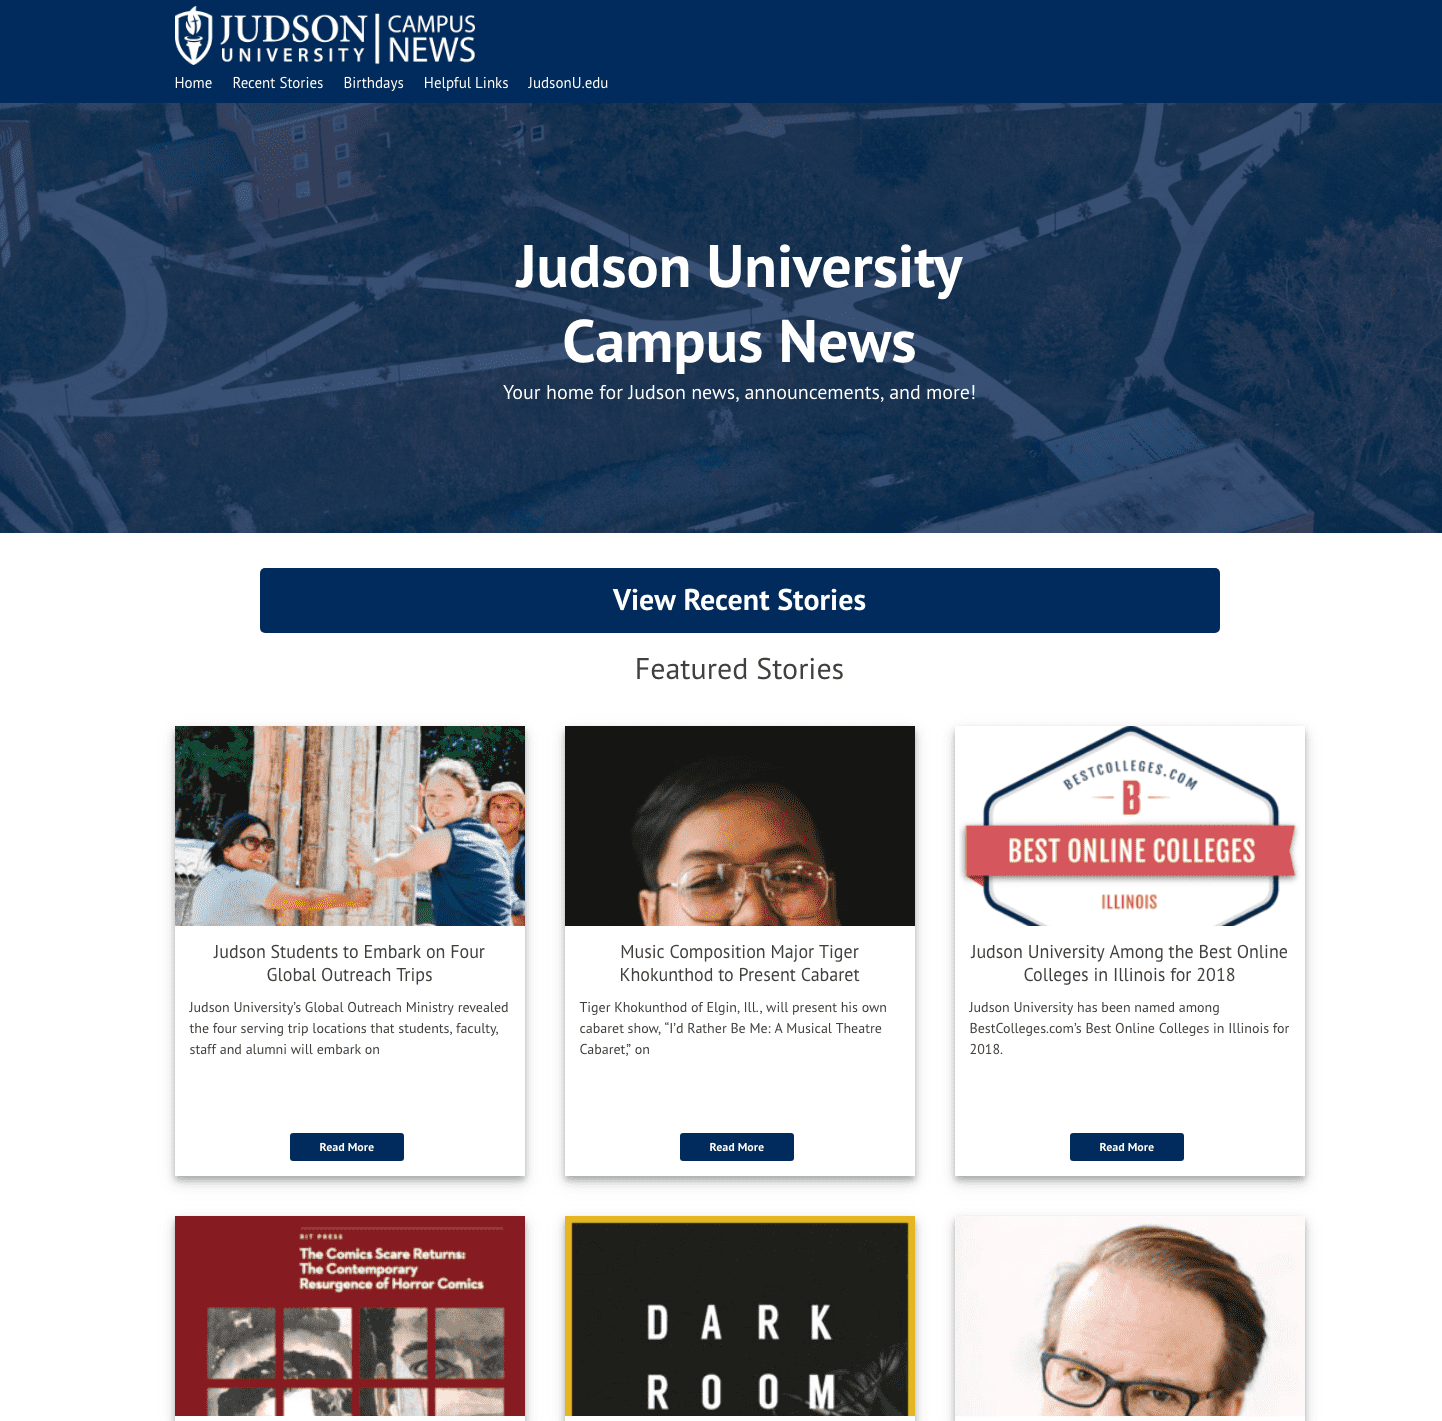 JUDSON
UNIVERSITY
CAMPUS
NEWS
Home Recent Stories Birthdays Helpful Links JudsonU.edu
Judson University
Campus News
Your home for Judson news, announcements, and more!
View Recent Stories
Featured Stories
Judson Students to Embark on Four
Global Outreach Trips
Judson University's Global Outreach Ministry revealed
the four serving trip locations that students, faculty,
staff and alumni will embark on
Read More
Music Composition Major Tiger
Khokunthod to Present Cabaret
Tiger Khokunthod of Elgin, Ill., will present his own
cabaret show, “I'd Rather Be Me: A Musical Theatre
Cabaret,” on
Read More
BESTCOLLEGES.COM
B
BEST ONLINE COLLEGES
ILLINOIS
Judson University Among the Best Online
Colleges in Illinois for 2018
Judson University has been named among
BestColleges.com's Best Online Colleges in Illinois for
2018.
Read More
RIT PRESS
The Comics Scare Returns:
The Contemporary
Resurgence of Horror Comics
DARK
ROOM